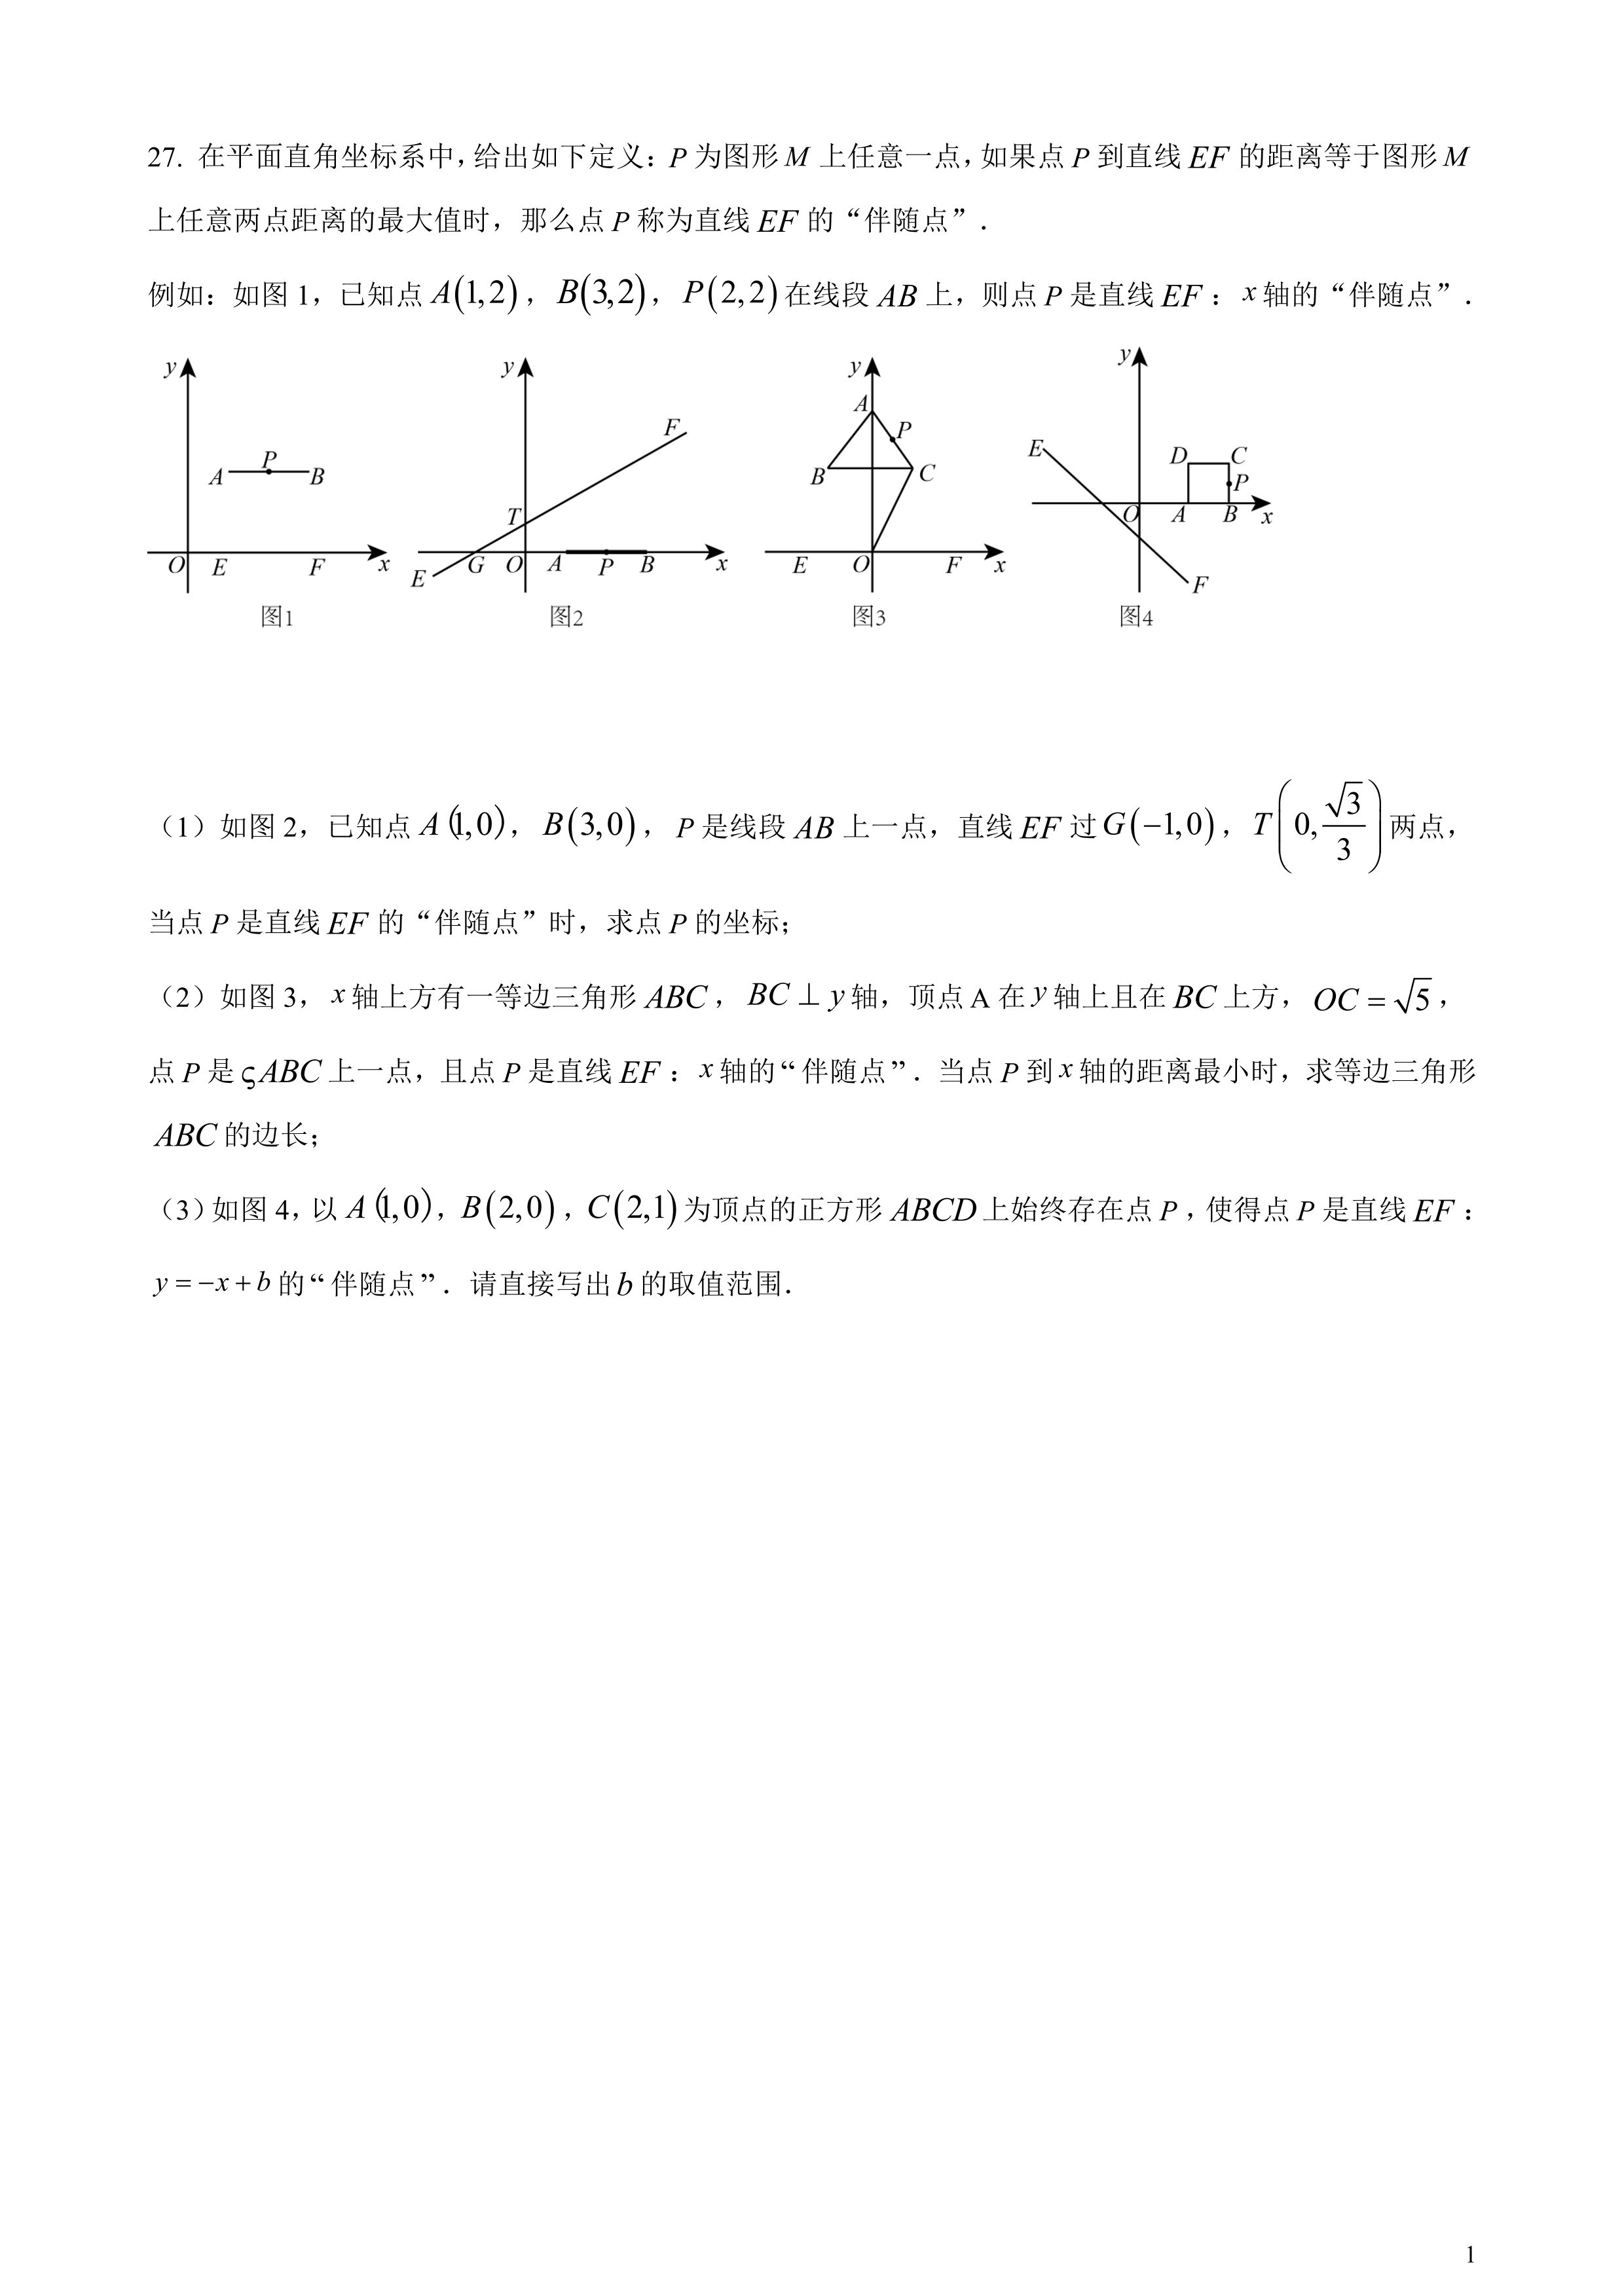 27. 在平面直角坐标系中，给出如下定义：P 为图形 M 上任意一点，如果点 P 到直线 EF 的距离等于图形 M
上任意两点距离的最大值时，那么点 P 称为直线 EF 的“伴随点”．
例如：如图 1，已知点 A(1,2)，B(3,2)，P(2,2) 在线段 AB 上，则点 P 是直线 EF：x 轴的“伴随点”．
y A P B O E F x
图1
y F T G O A P B E x
图2
y A P B C E O F x
图3
y E D C P O A B x F
图4
（1）如图 2，已知点 A(1,0)，B(3,0)，P 是线段 AB 上一点，直线 EF 过 G(−1,0)，T(0,√3/3) 两点，
当点 P 是直线 EF 的“伴随点”时，求点 P 的坐标；
（2）如图 3，x 轴上方有一等边三角形 ABC，BC ⊥ y 轴，顶点 A 在 y 轴上且在 BC 上方，OC = √5，
点 P 是 ςABC 上一点，且点 P 是直线 EF：x 轴的“伴随点”．当点 P 到 x 轴的距离最小时，求等边三角形
ABC 的边长；
（3）如图 4，以 A(1,0)，B(2,0)，C(2,1) 为顶点的正方形 ABCD 上始终存在点 P，使得点 P 是直线 EF：
y = −x + b 的“伴随点”．请直接写出 b 的取值范围．
1